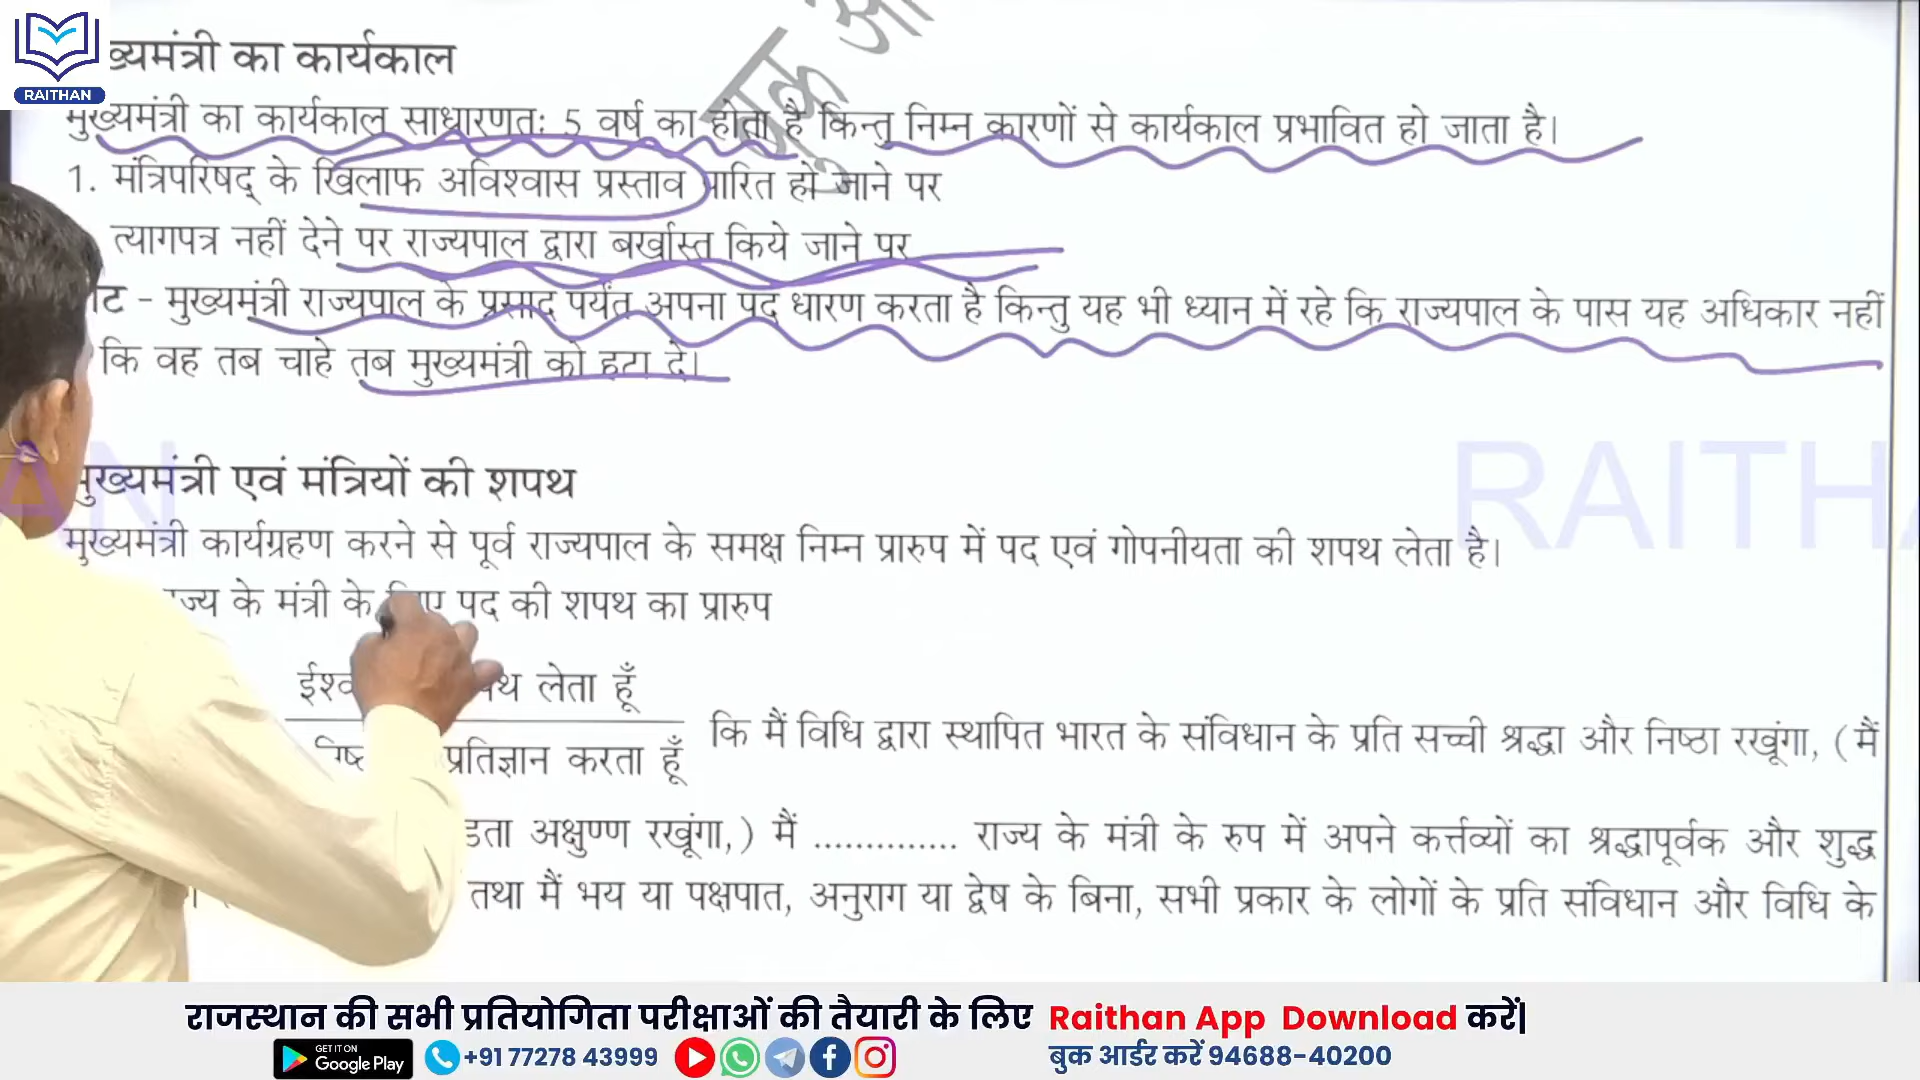 RAITHAN
ख्यमंत्री का कार्यकाल
मुख्यमंत्री का कार्यकाल साधारणतः 5 वर्ष का होता है किन्तु निम्न कारणों से कार्यकाल प्रभावित हो जाता है।
1. मंत्रिपरिषद् के खिलाफ अविश्वास प्रस्ताव पारित हो जाने पर
त्यागपत्र नहीं देने पर राज्यपाल द्वारा बर्खास्त किये जाने पर
ाेट - मुख्यमंत्री राज्यपाल के प्रसाद पर्यंत अपना पद धारण करता है किन्तु यह भी ध्यान में रहे कि राज्यपाल के पास यह अधिकार नहीं
कि वह तब चाहे तब मुख्यमंत्री को हटा दे।
मुख्यमंत्री एवं मंत्रियों की शपथ
मुख्यमंत्री कार्यग्रहण करने से पूर्व राज्यपाल के समक्ष निम्न प्रारुप में पद एवं गोपनीयता की शपथ लेता है।
ज्य के मंत्री के पद की शपथ का प्रारुप
लेता हूँ
प्रतिज्ञान करता हूँ
कि मैं विधि द्वारा स्थापित भारत के संविधान के प्रति सच्ची श्रद्धा और निष्ठा रखूंगा, (मैं
डता अक्षुण्ण रखूंगा,) मैं .............. राज्य के मंत्री के रुप में अपने कर्त्तव्यों का श्रद्धापूर्वक और शुद्ध
तथा मैं भय या पक्षपात, अनुराग या द्वेष के बिना, सभी प्रकार के लोगों के प्रति संविधान और विधि के
AN RAITHA
राजस्थान की सभी प्रतियोगिता परीक्षाओं की तैयारी के लिए Raithan App Download करें|
GET IT ON Google Play +91 77278 43999 बुक आर्डर करें 94688-40200